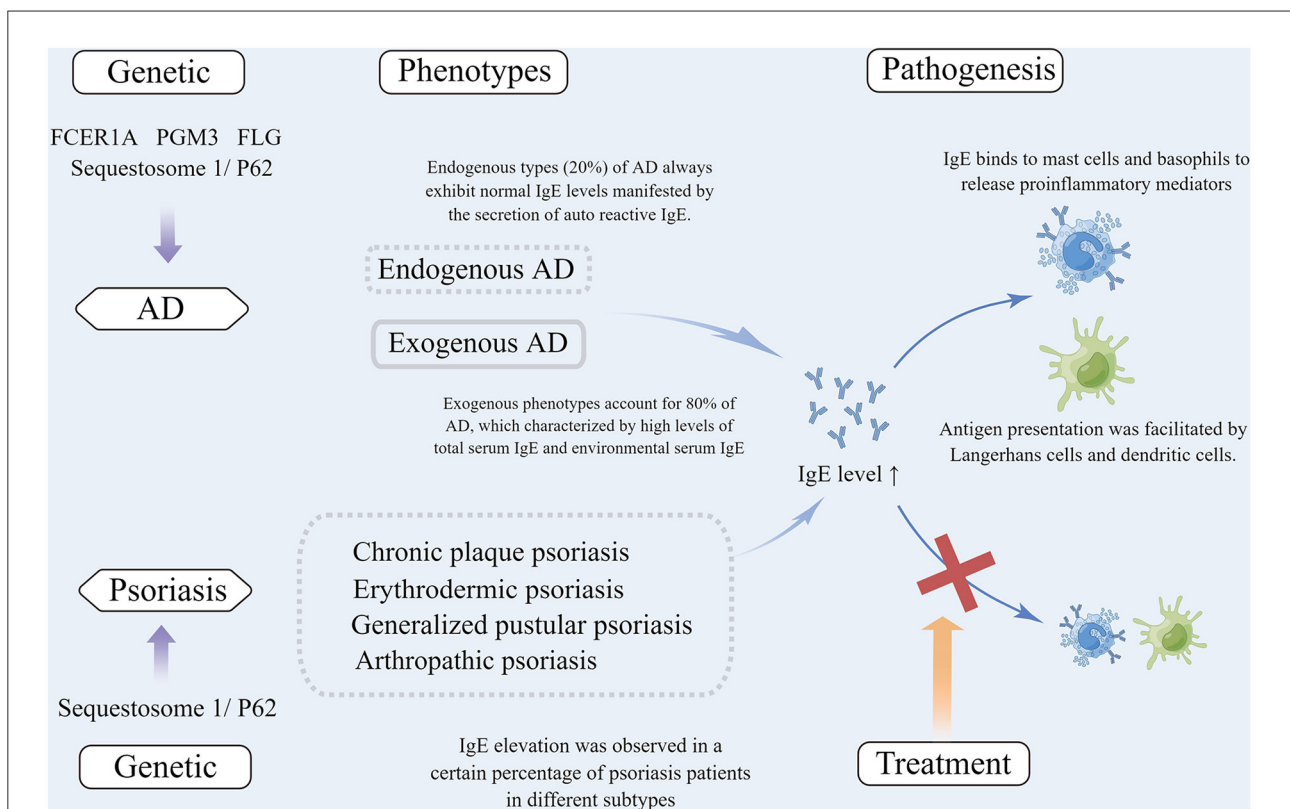 Genetic
FCER1A PGM3 FLG
Sequestosome 1/ P62
AD
Psoriasis
Sequestosome 1/ P62
Genetic
Phenotypes
Endogenous types (20%) of AD always
exhibit normal IgE levels manifested by
the secretion of auto reactive IgE.
Endogenous AD
Exogenous AD
Exogenous phenotypes account for 80% of
AD, which characterized by high levels of
total serum IgE and environmental serum IgE
Chronic plaque psoriasis
Erythrodermic psoriasis
Generalized pustular psoriasis
Arthropathic psoriasis
IgE elevation was observed in a
certain percentage of psoriasis patients
in different subtypes
Pathogenesis
IgE binds to mast cells and basophils to
release proinflammatory mediators
Antigen presentation was facilitated by
Langerhans cells and dendritic cells.
IgE level ↑
Treatment